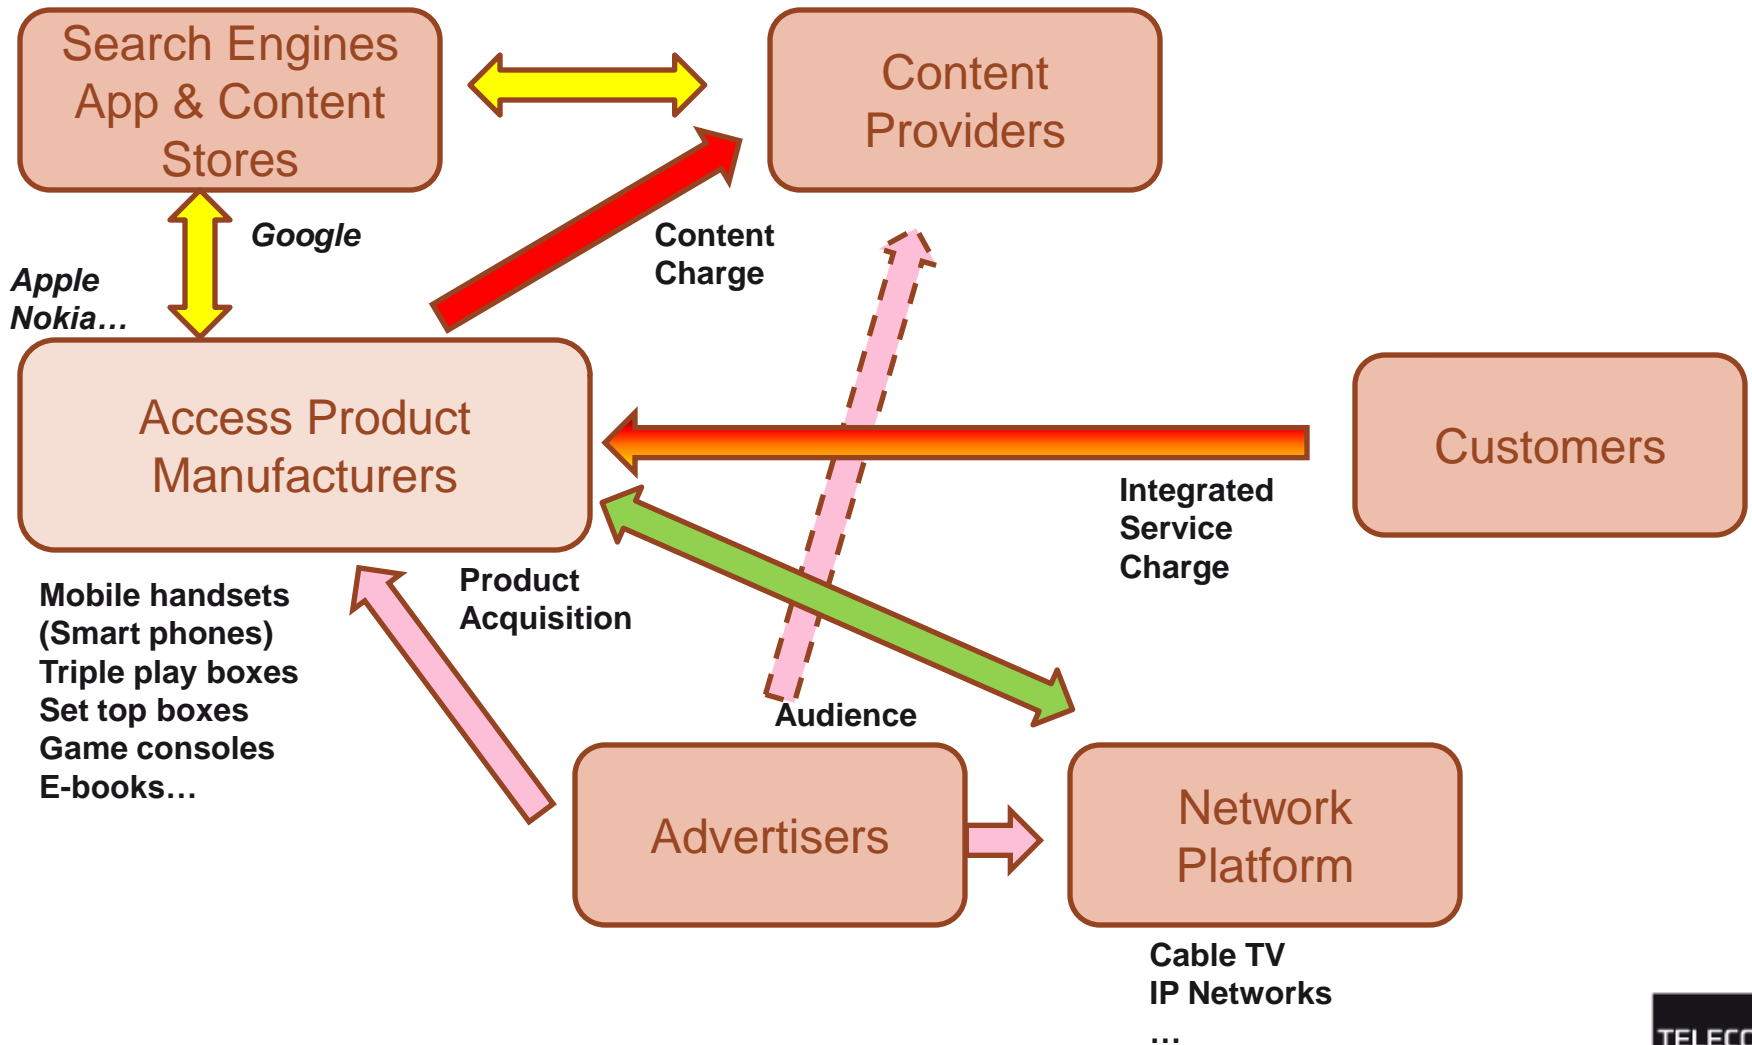 Search Engines
App & Content
Stores
Content
Providers
Google
Content
Charge
Apple
Nokia…
Access Product
Manufacturers
Customers
Integrated
Service
Charge
Product
Acquisition
Mobile handsets
(Smart phones)
Triple play boxes
Set top boxes
Game consoles
E-books…
Audience
Advertisers
Network
Platform
Cable TV
IP Networks
…